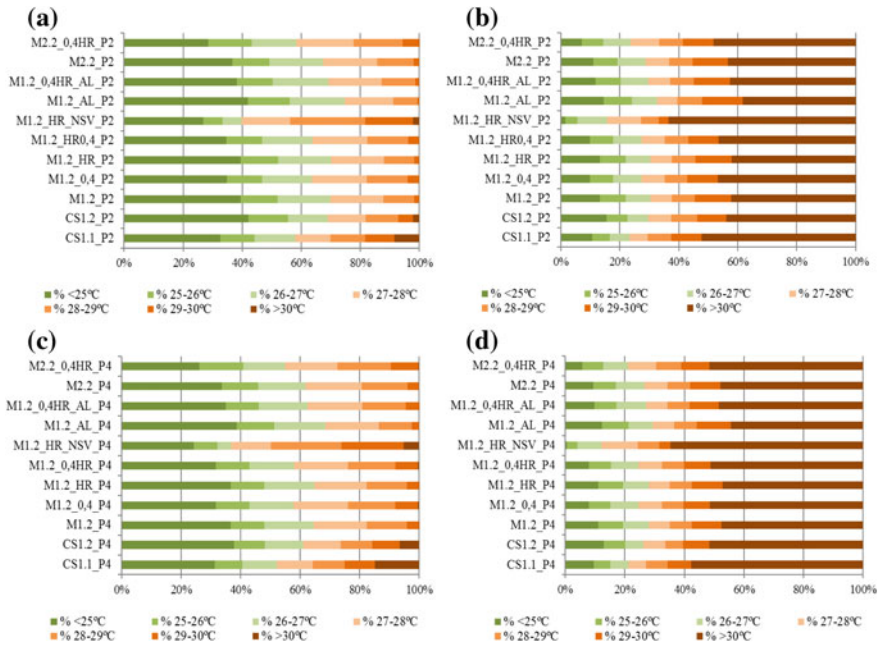 (a)
M2.2_0,4HR_P2
M2.2_P2
M1.2_0,4HR_AL_P2
M1.2_AL_P2
M1.2_HR_NSV_P2
M1.2_HR0,4_P2
M1.2_HR_P2
M1.2_0,4_P2
M1.2_P2
CS1.2_P2
CS1.1_P2
0% 20% 40% 60% 80% 100%
% <25ºC % 25-26ºC % 26-27ºC % 27-28ºC
% 28-29ºC % 29-30ºC % >30ºC
(b)
M2.2_0,4HR_P2
M2.2_P2
M1.2_0,4HR_AL_P2
M1.2_AL_P2
M1.2_HR_NSV_P2
M1.2_HR0,4_P2
M1.2_HR_P2
M1.2_0,4_P2
M1.2_P2
CS1.2_P2
CS1.1_P2
0% 20% 40% 60% 80% 100%
% <25ºC % 25-26ºC % 26-27ºC % 27-28ºC
% 28-29ºC % 29-30ºC % >30ºC
(c)
M2.2_0,4HR_P4
M2.2_P4
M1.2_0,4HR_AL_P4
M1.2_AL_P4
M1.2_HR_NSV_P4
M1.2_0,4HR_P4
M1.2_HR_P4
M1.2_0,4_P4
M1.2_P4
CS1.2_P4
CS1.1_P4
0% 20% 40% 60% 80% 100%
% <25ºC % 25-26ºC % 26-27ºC % 27-28ºC
% 28-29ºC % 29-30ºC % >30ºC
(d)
M2.2_0,4HR_P4
M2.2_P4
M1.2_0,4HR_AL_P4
M1.2_AL_P4
M1.2_HR_NSV_P4
M1.2_0,4HR_P4
M1.2_HR_P4
M1.2_0,4_P4
M1.2_P4
CS1.2_P4
CS1.1_P4
0% 20% 40% 60% 80% 100%
% <25ºC % 25-26ºC % 26-27ºC % 27-28ºC
% 28-29ºC % 29-30ºC % >30ºC